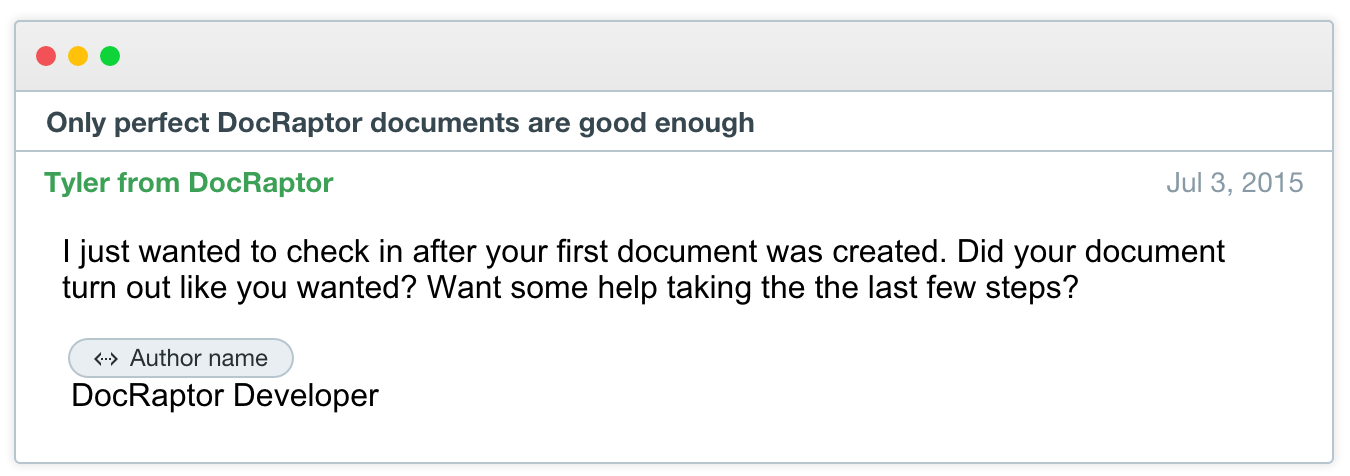 Only perfect DocRaptor documents are good enough
Tyler from DocRaptor Jul 3, 2015
I just wanted to check in after your first document was created. Did your document
turn out like you wanted? Want some help taking the the last few steps?
Author name
DocRaptor Developer